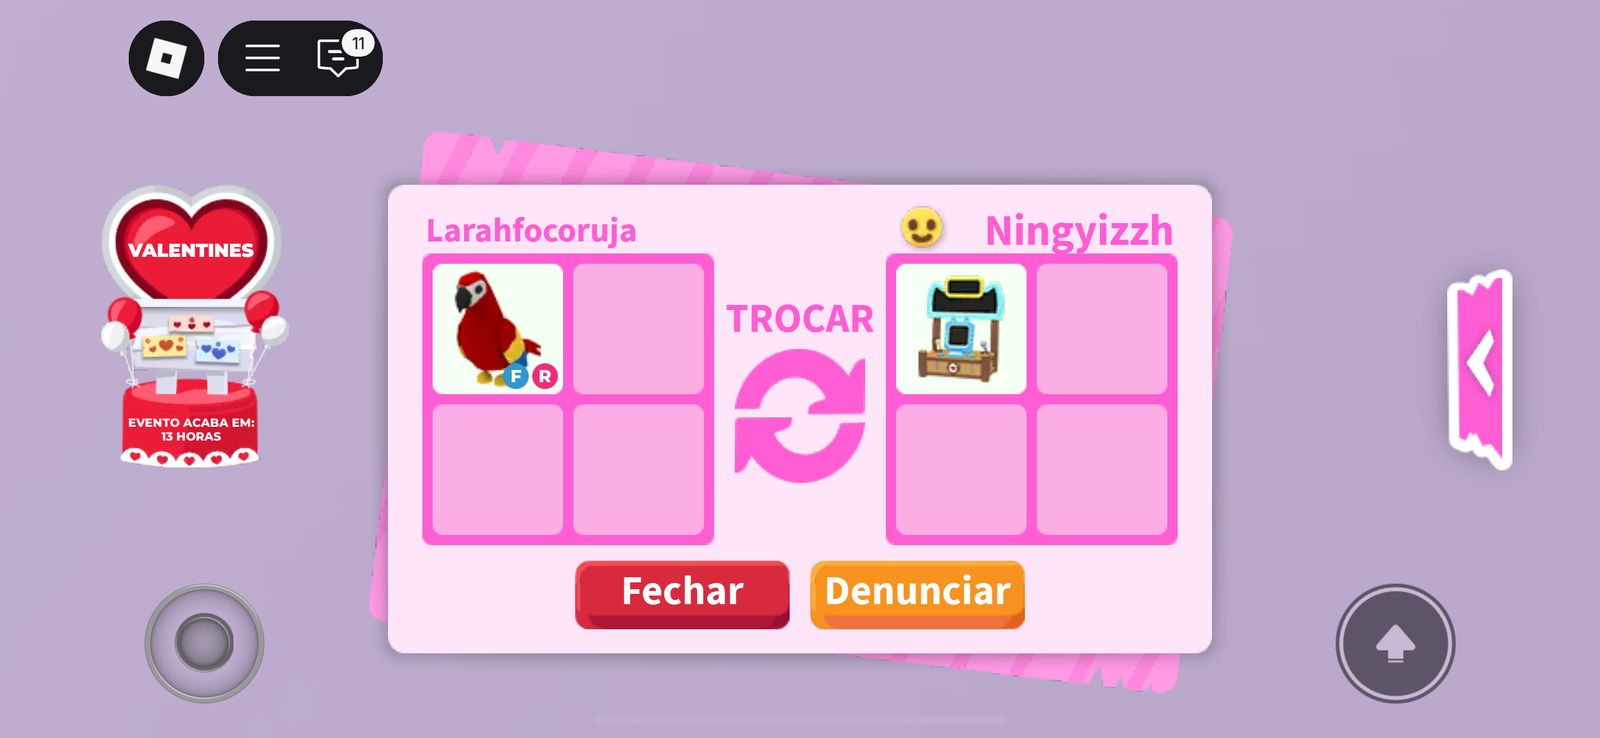 11
VALENTINES
EVENTO ACABA EM:
13 HORAS
Larahfocoruja
Ningyizzh
F R
TROCAR
Fechar
Denunciar